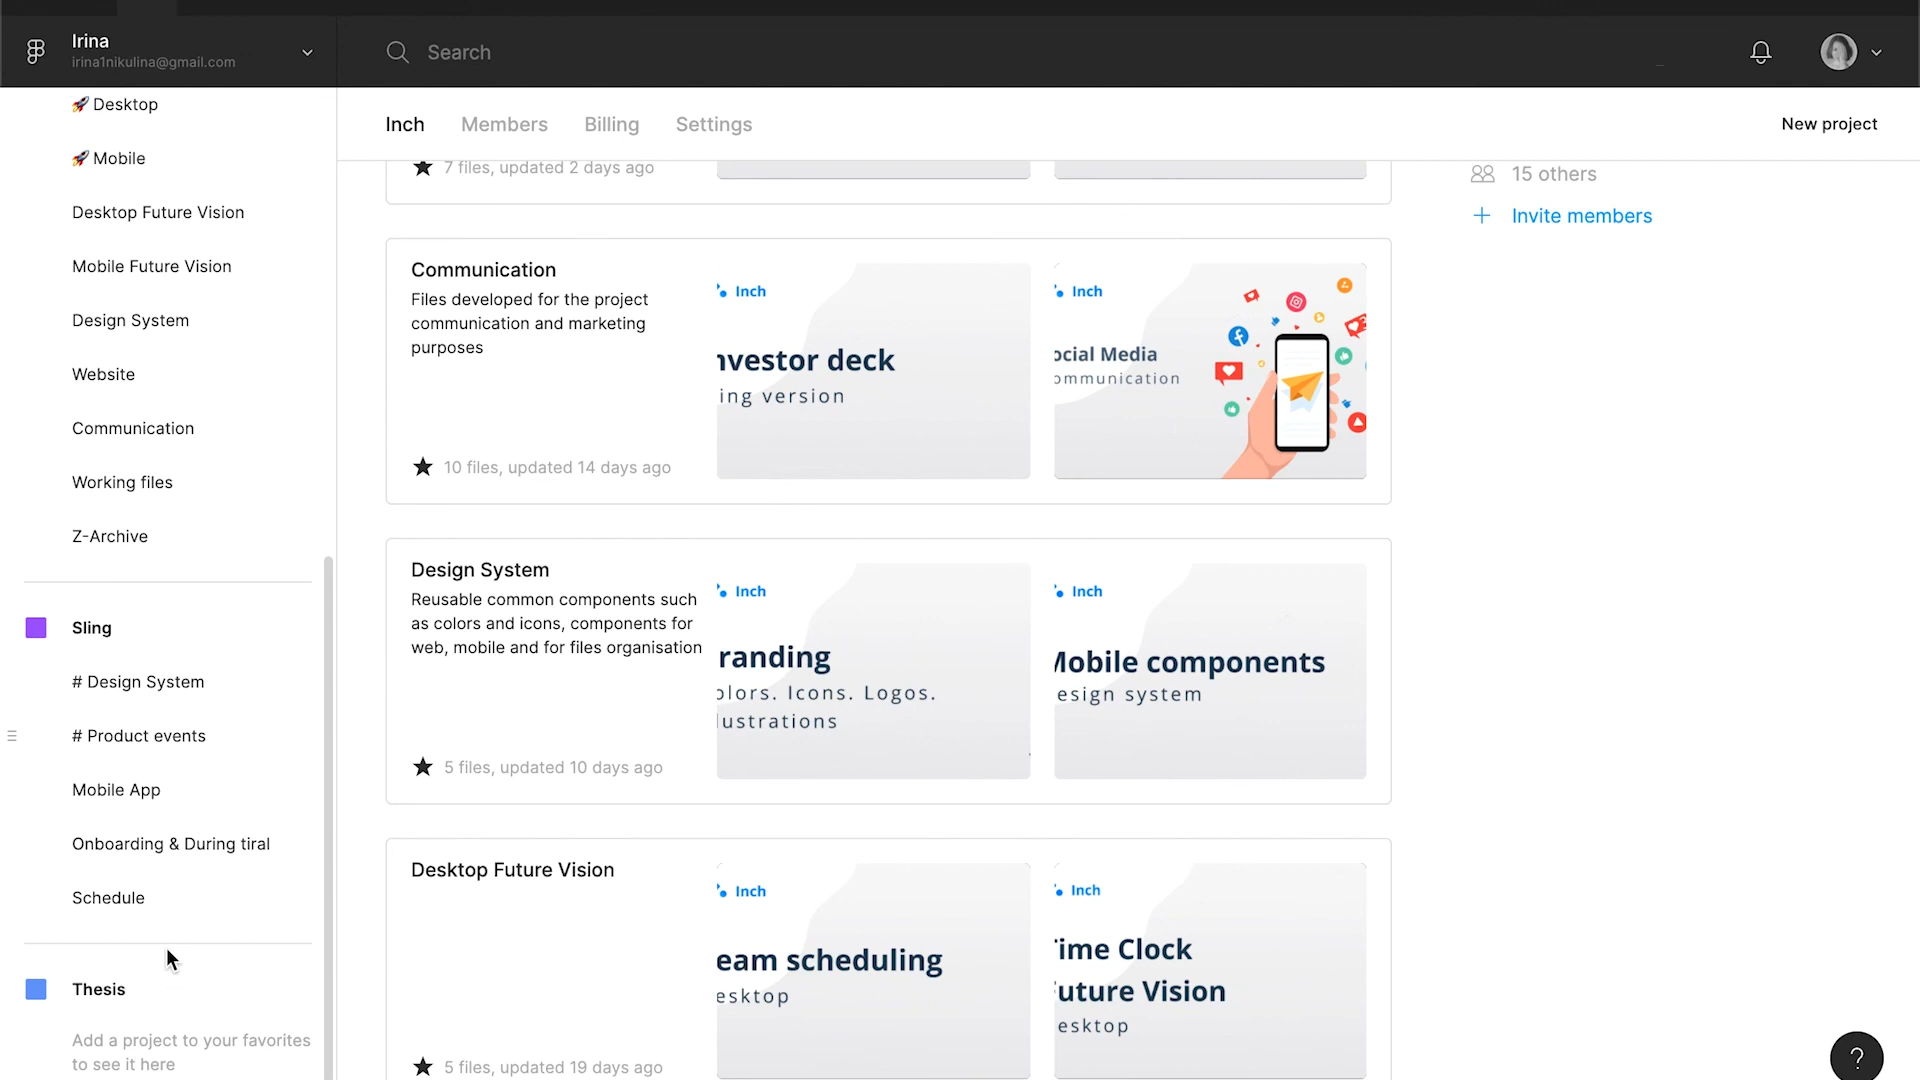 Irina
irina1nikulina@gmail.com
Search
🚀 Desktop
🚀 Mobile
Desktop Future Vision
Mobile Future Vision
Design System
Website
Communication
Working files
Z-Archive
Sling
# Design System
# Product events
Mobile App
Onboarding & During tiral
Schedule
Thesis
Add a project to your favorites
to see it here
Inch
Members
Billing
Settings
New project
7 files, updated 2 days ago
Communication
Files developed for the project
communication and marketing
purposes
10 files, updated 14 days ago
Inch
nvestor deck
ing version
Inch
ocial Media
ommunication
Design System
Reusable common components such
as colors and icons, components for
web, mobile and for files organisation
5 files, updated 10 days ago
Inch
randing
olors. Icons. Logos.
lustrations
Inch
Mobile components
esign system
Desktop Future Vision
5 files, updated 19 days ago
Inch
eam scheduling
esktop
Inch
Time Clock
uture Vision
esktop
15 others
+ Invite members
?